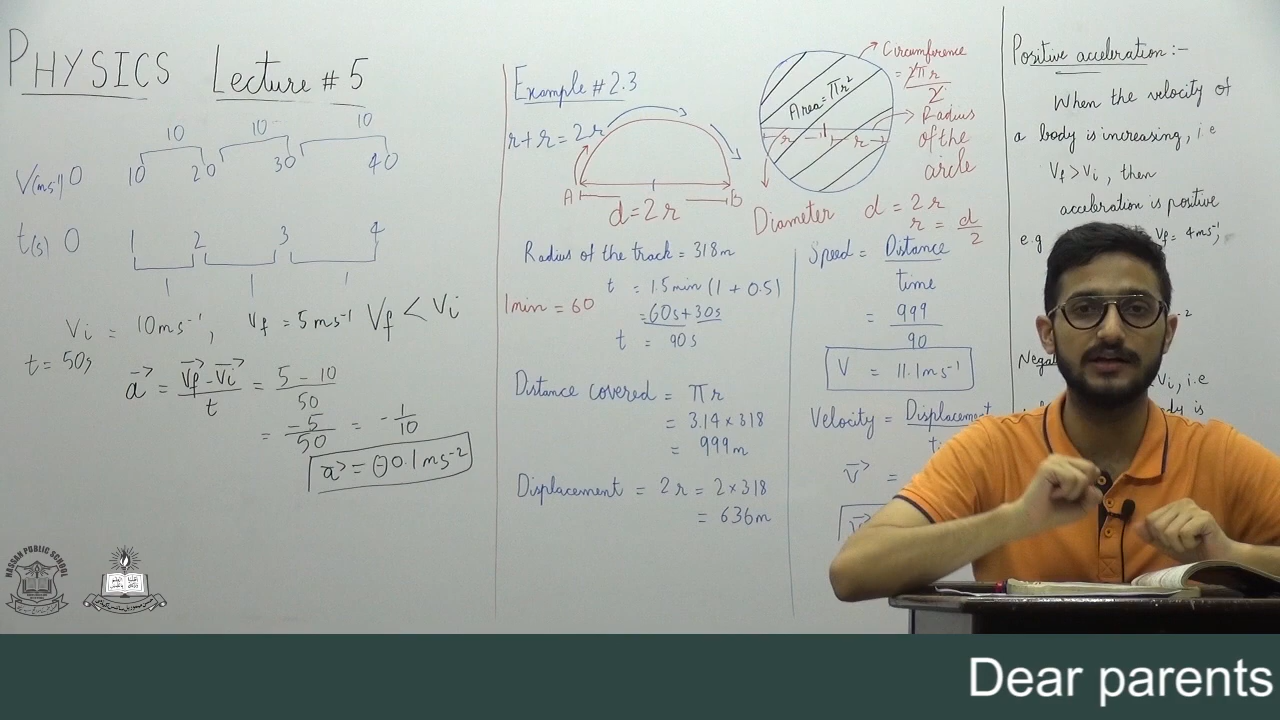 PHYSICS Lecture # 5
10 10 10
V(ms⁻¹) 0 10 20 30 40
t(s) 0 1 2 3 4
1 1 1
Vi = 10ms⁻¹, Vf = 5ms⁻¹ Vf < Vi
t = 50s
a⃗ = V⃗f - V⃗i / t = 5 - 10 / 50
= -5/50 = -1/10
a⃗ = -0.1ms⁻²
Example # 2.3
r + r = 2r
A B
d = 2r
Radius of the track = 318m
t = 1.5min (1 + 0.5)
1min = 60
= 60s + 30s
t = 90s
Distance covered = πr
= 3.14 × 318
= 999m
Displacement = 2r = 2 × 318
= 636m
Circumference
= 2πr / 2
Area = πr²
r r
Radius
of the
circle
Diameter d = 2r
r = d/2
Speed = Distance / time
= 999 / 90
V = 11.1ms⁻¹
Velocity = Displacement
V⃗ =
Positive acceleration :-
When the velocity of
a body is increasing, i.e
Vf > Vi, then
acceleration is positive
e.g Vf = 4ms⁻¹,
Vi, i.e
HASSAN PUBLIC SCHOOL
Dear parents